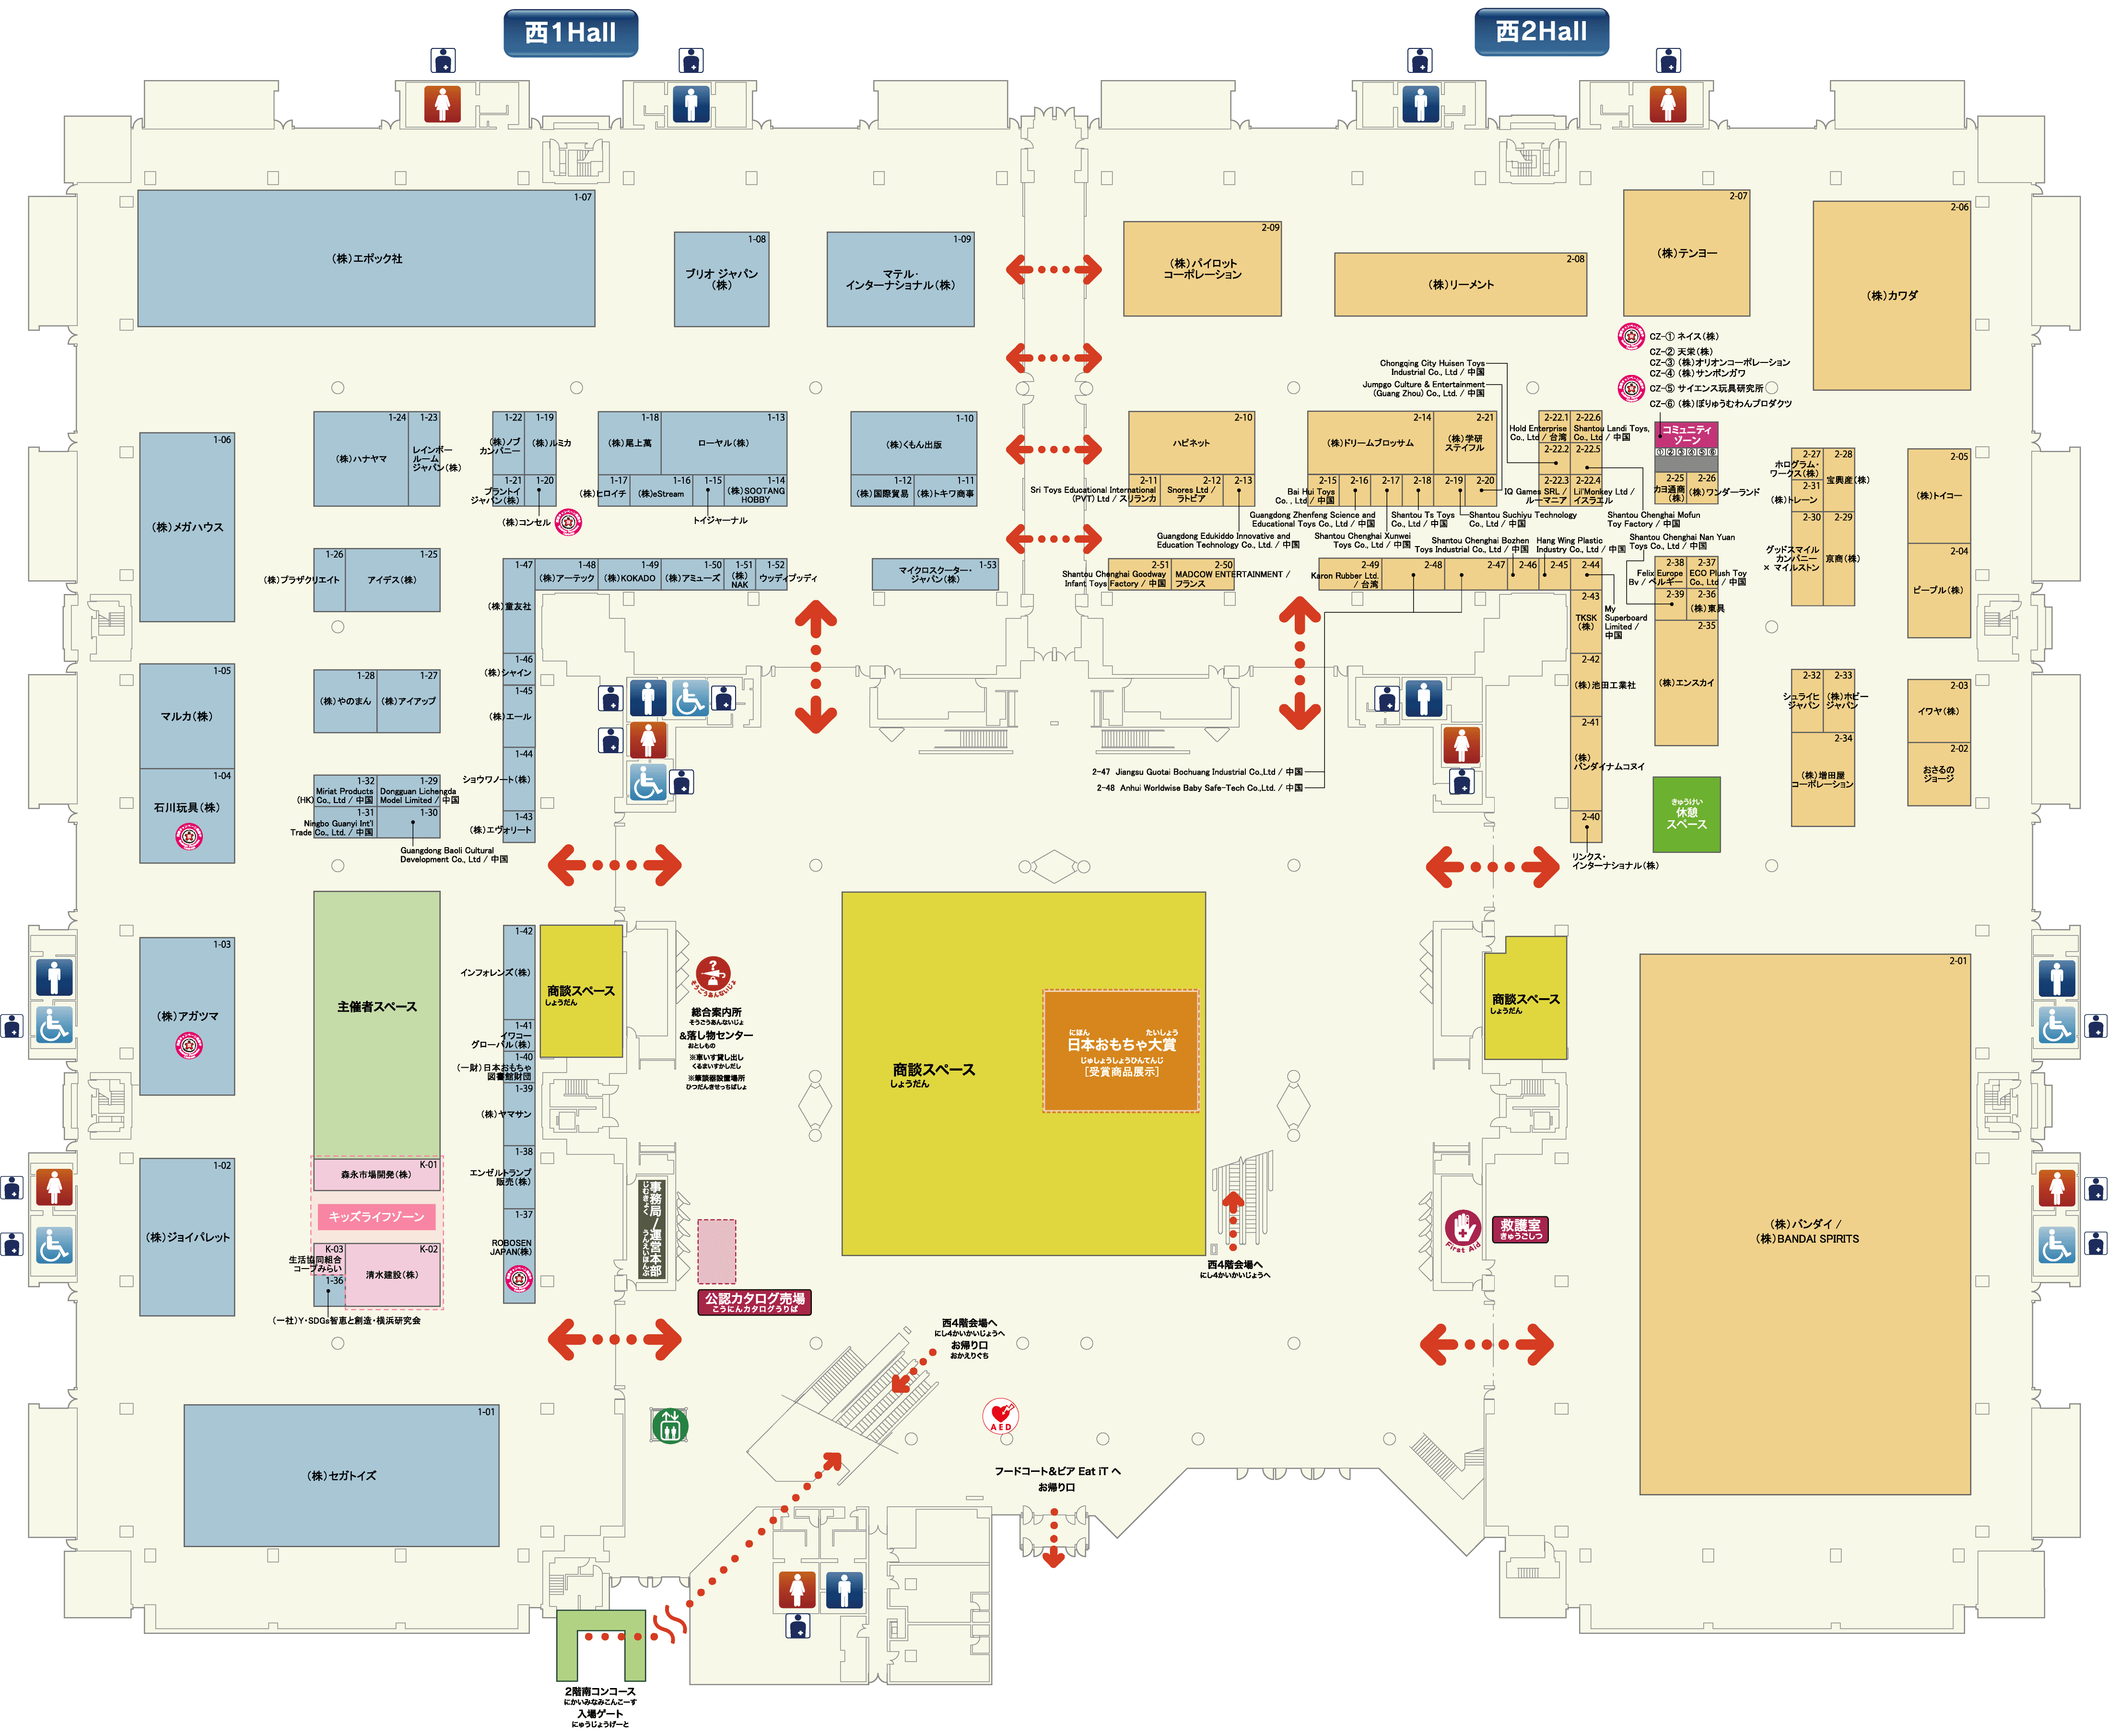 西1Hall
西2Hall
1-07
(株)エポック社
1-08
ブリオ ジャパン
(株)
1-09
マテル・
インターナショナル(株)
2-09
(株)パイロット
コーポレーション
2-08
(株)リーメント
2-07
(株)テンヨー
2-06
(株)カワダ
CZ-① ネイス(株)
CZ-② 天栄(株)
CZ-③ (株)オリオンコーポレーション
CZ-④ (株)サンポンガワ
CZ-⑤ サイエンス玩具研究所
CZ-⑥ (株)ぼりゅうむわんプロダクツ
コミュニティ
ゾーン
①②③④⑤⑥
1-06
(株)メガハウス
1-24
(株)ハナヤマ
1-23
レインボー
ルーム
ジャパン(株)
1-22
(株)ノブ
カンパニー
1-19
(株)ルミカ
1-21
プラントイ
ジャパン(株)
1-20
(株)コンセル
1-18
(株)尾上萬
1-13
ローヤル(株)
1-17
(株)ヒロイチ
1-16
(株)eStream
1-15
トイジャーナル
1-14
(株)SOOTANG
HOBBY
1-10
(株)くもん出版
1-12
(株)国際貿易
1-11
(株)トキワ商事
1-26
(株)プラザクリエイト
1-25
アイデス(株)
1-47
(株)童友社
1-48
(株)アーテック
1-49
(株)KOKADO
1-50
(株)アミューズ
1-51
(株)
NAK
1-52
ウッディプッディ
1-53
マイクロスクーター・
ジャパン(株)
1-46
(株)シャイン
1-45
(株)エール
1-44
ショウワノート(株)
1-43
(株)エヴォリート
1-05
マルカ(株)
1-04
石川玩具(株)
1-28
(株)やのまん
1-27
(株)アイアップ
1-32
Miriat Products
(HK) Co., Ltd / 中国
1-29
Dongguan Lichengda
Model Limited / 中国
1-31
Ningbo Guanyi Int'l
Trade Co., Ltd. / 中国
1-30
Guangdong Baoli Cultural
Development Co., Ltd / 中国
2-10
ハピネット
2-11
Sri Toys Educational International
(PVT) Ltd / スリランカ
2-12
Snores Ltd /
ラトビア
2-13
Guangdong Edukiddo Innovative and
Education Technology Co., Ltd. / 中国
Chongqing City Huisen Toys
Industrial Co., Ltd / 中国
Jumpgo Culture & Entertainment
(Guang Zhou) Co., Ltd / 中国
2-14
(株)ドリームブロッサム
2-21
(株)学研
ステイフル
2-15
Bai Hui Toys
Co. , Ltd / 中国
2-16
Guangdong Zhenfeng Science and
Educational Toys Co., Ltd / 中国
2-17
Shantou Chenghai Xunwei
Toys Co., Ltd / 中国
2-18
Shantou Ts Toys
Co., Ltd / 中国
2-19
Shantou Suchiyu Technology
Co., Ltd / 中国
2-20
2-22.1
Hold Enterprise
Co., Ltd / 台湾
2-22.6
Shantou Landi Toys,
Co., Ltd / 中国
2-22.2
2-22.5
2-22.3
IQ Games SRL /
ルーマニア
2-22.4
Lil'Monkey Ltd /
イスラエル
Shantou Chenghai Mofun
Toy Factory / 中国
2-25
カヨ通商
(株)
2-26
(株)ワンダーランド
2-27
ホログラム・
ワークス(株)
2-28
宝興産(株)
2-31
(株)トレーン
2-30
グッドスマイル
カンパニー
× マイルストン
2-29
京商(株)
2-05
(株)トイコー
2-04
ピープル(株)
2-51
Shantou Chenghai Goodway
Infant Toys Factory / 中国
2-50
MADCOW ENTERTAINMENT /
フランス
2-49
Karon Rubber Ltd.
/ 台湾
2-48
2-47
Shantou Chenghai Bozhen
Toys Industrial Co., Ltd / 中国
2-46
Hang Wing Plastic
Industry Co., Ltd / 中国
2-45
2-44
My
Superboard
Limited /
中国
Shantou Chenghai Nan Yuan
Toys Co., Ltd / 中国
2-38
Felix Europe
Bv / ベルギー
2-37
ECO Plush Toy
Co., Ltd / 中国
2-39
2-36
(株)東具
2-35
(株)エンスカイ
2-43
TKSK
(株)
2-42
(株)池田工業社
2-41
(株)
バンダイナムコヌイ
2-40
リンクス・
インターナショナル(株)
2-47 Jiangsu Guotai Bochuang Industrial Co.,Ltd / 中国
2-48 Anhui Worldwise Baby Safe-Tech Co.,Ltd. / 中国
2-32
シュライヒ
ジャパン
2-33
(株)ホビー
ジャパン
2-34
(株)増田屋
コーポレーション
2-03
イワヤ(株)
2-02
おさるの
ジョージ
きゅうけい
休憩
スペース
1-03
(株)アガツマ
主催者スペース
1-42
インフォレンズ(株)
1-41
イワコー
グローバル(株)
1-40
(一財)日本おもちゃ
図書館財団
1-39
(株)ヤマサン
1-38
エンゼルトランプ
販売(株)
1-37
ROBOSEN
JAPAN(株)
商談スペース
しょうだん
?
そうごうあんないじょ
総合案内所
そうごうあんないじょ
&落し物センター
おとしもの
※車いす貸し出し
くるまいすかしだし
※筆談器設置場所
ひつだんきせっちばしょ
商談スペース
しょうだん
にほん たいしょう
日本おもちゃ大賞
じゅしょうしょうひんてんじ
[受賞商品展示]
商談スペース
しょうだん
2-01
(株)バンダイ /
(株)BANDAI SPIRITS
1-02
(株)ジョイパレット
K-01
森永市場開発(株)
キッズライフゾーン
K-03
生活協同組合
コープみらい
K-02
清水建設(株)
1-36
(一社)Y・SDGs智恵と創造・横浜研究会
事務局/運営本部
じむきょく うんえいほんぶ
公認カタログ売場
こうにんカタログうりば
西4階会場へ
にし4かいかいじょうへ
First Aid
救護室
きゅうごしつ
西4階会場へ
にし4かいかいじょうへ
お帰り口
おかえりぐち
AED
フードコート&ビア Eat iT へ
お帰り口
1-01
(株)セガトイズ
2階南コンコース
にかいみなみこんこーす
入場ゲート
にゅうじょうげーと